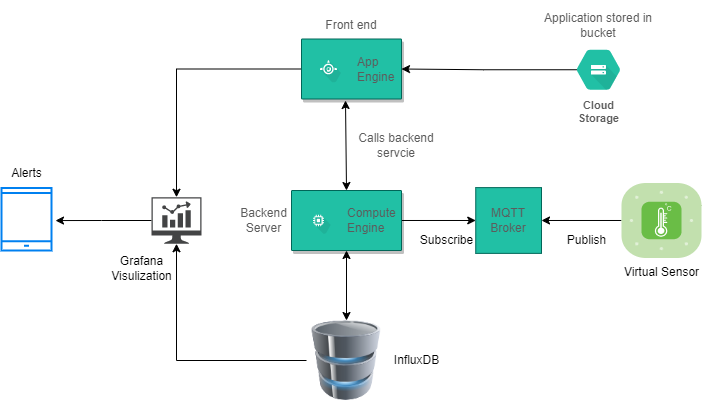 Application stored in
bucket
Front end
App
Engine
Cloud
Storage
Calls backend
servcie
Alerts
Backend
Server
Compute
Engine
MQTT
Broker
Subscribe
Publish
°C
Virtual Sensor
Grafana
Visulization
InfluxDB